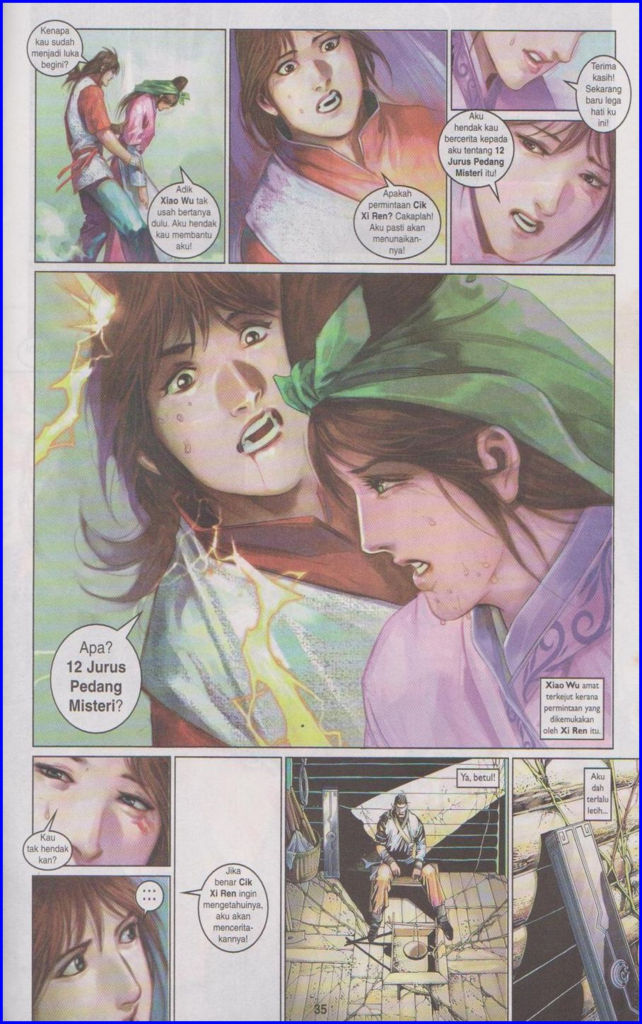 Kenapa
kau sudah
menjadi luka
begini?
Adik
Xiao Wu tak
usah bertanya
dulu. Aku hendak
kau membantu
aku!
Apakah
permintaan Cik
Xi Ren? Cakaplah!
Aku pasti akan
menunaikan-
nya!
Terima
kasih!
Sekarang
baru lega
hati ku
ini!
Aku
hendak kau
bercerita kepada
aku tentang 12
Jurus Pedang
Misteri itu!
Apa?
12 Jurus
Pedang
Misteri?
Xiao Wu amat
terkejut kerana
permintaan yang
dikemukakan
oleh Xi Ren itu.
Kau
tak hendak
kan?
...
...
Jika
benar Cik
Xi Ren ingin
mengetahuinya,
aku akan
mencerita-
kannya!
Ya, betul!
Aku
dah
terlalu
letih...
35